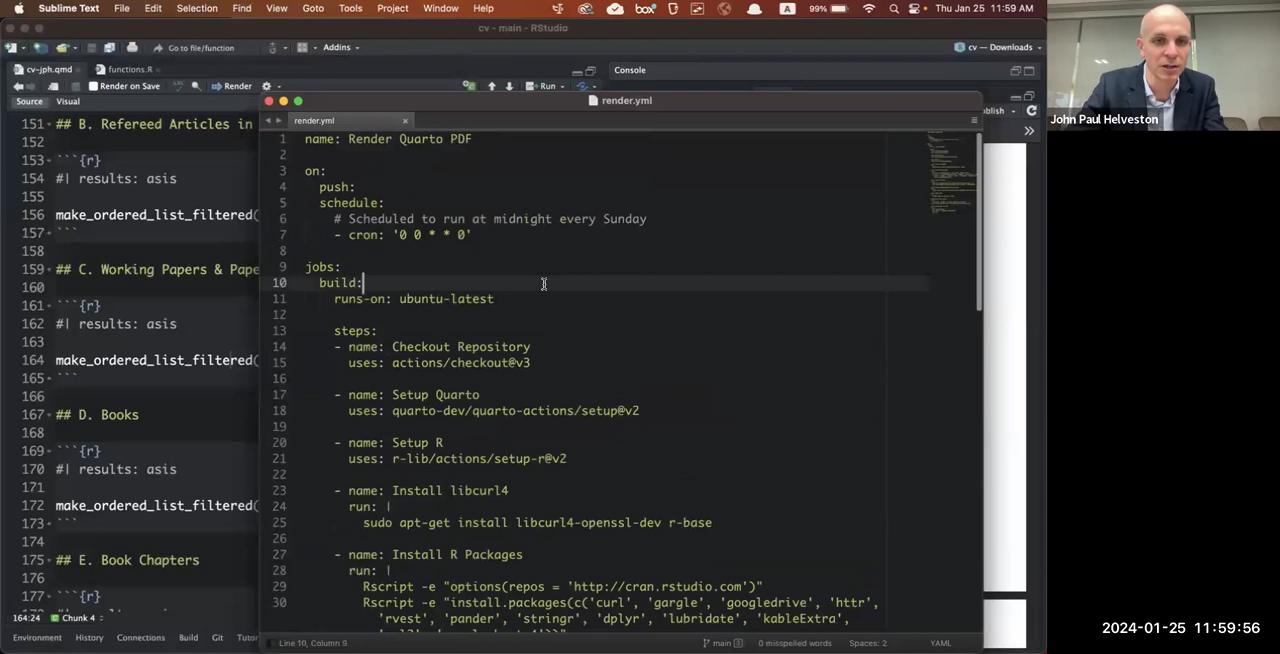 Sublime Text File Edit Selection Find View Goto Tools Project Window Help box A 99% Thu Jan 25 11:59 AM
cv - main - RStudio
Go to file/function Addins cv — Downloads
cv-jph.qmd functions.R Console
Render on Save Render Run
Source Visual
blish
render.yml
render.yml
151 ## B. Refereed Articles in
152
153 ```{r}
154 #| results: asis
155
156 make_ordered_list_filtered(
157 ```
158
159 ## C. Working Papers & Pape
160
161 ```{r}
162 #| results: asis
163
164 make_ordered_list_filtered(
165 ```
166
167 ## D. Books
168
169 ```{r}
170 #| results: asis
171
172 make_ordered_list_filtered(
173 ```
174
175 ## E. Book Chapters
176
177 ```{r}
164:24 Chunk 4
Environment History Connections Build Git Tutor
1 name: Render Quarto PDF
2
3 on:
4 push:
5 schedule:
6 # Scheduled to run at midnight every Sunday
7 - cron: '0 0 * * 0'
8
9 jobs:
10 build:
11 runs-on: ubuntu-latest
12
13 steps:
14 - name: Checkout Repository
15 uses: actions/checkout@v3
16
17 - name: Setup Quarto
18 uses: quarto-dev/quarto-actions/setup@v2
19
20 - name: Setup R
21 uses: r-lib/actions/setup-r@v2
22
23 - name: Install libcurl4
24 run: |
25 sudo apt-get install libcurl4-openssl-dev r-base
26
27 - name: Install R Packages
28 run: |
29 Rscript -e "options(repos = 'http://cran.rstudio.com')"
30 Rscript -e "install.packages(c('curl', 'gargle', 'googledrive', 'httr',
'rvest', 'pander', 'stringr', 'dplyr', 'lubridate', 'kableExtra',
Line 10, Column 9 main 3 0 misspelled words Spaces: 2 YAML
John Paul Helveston
2024-01-25 11:59:56